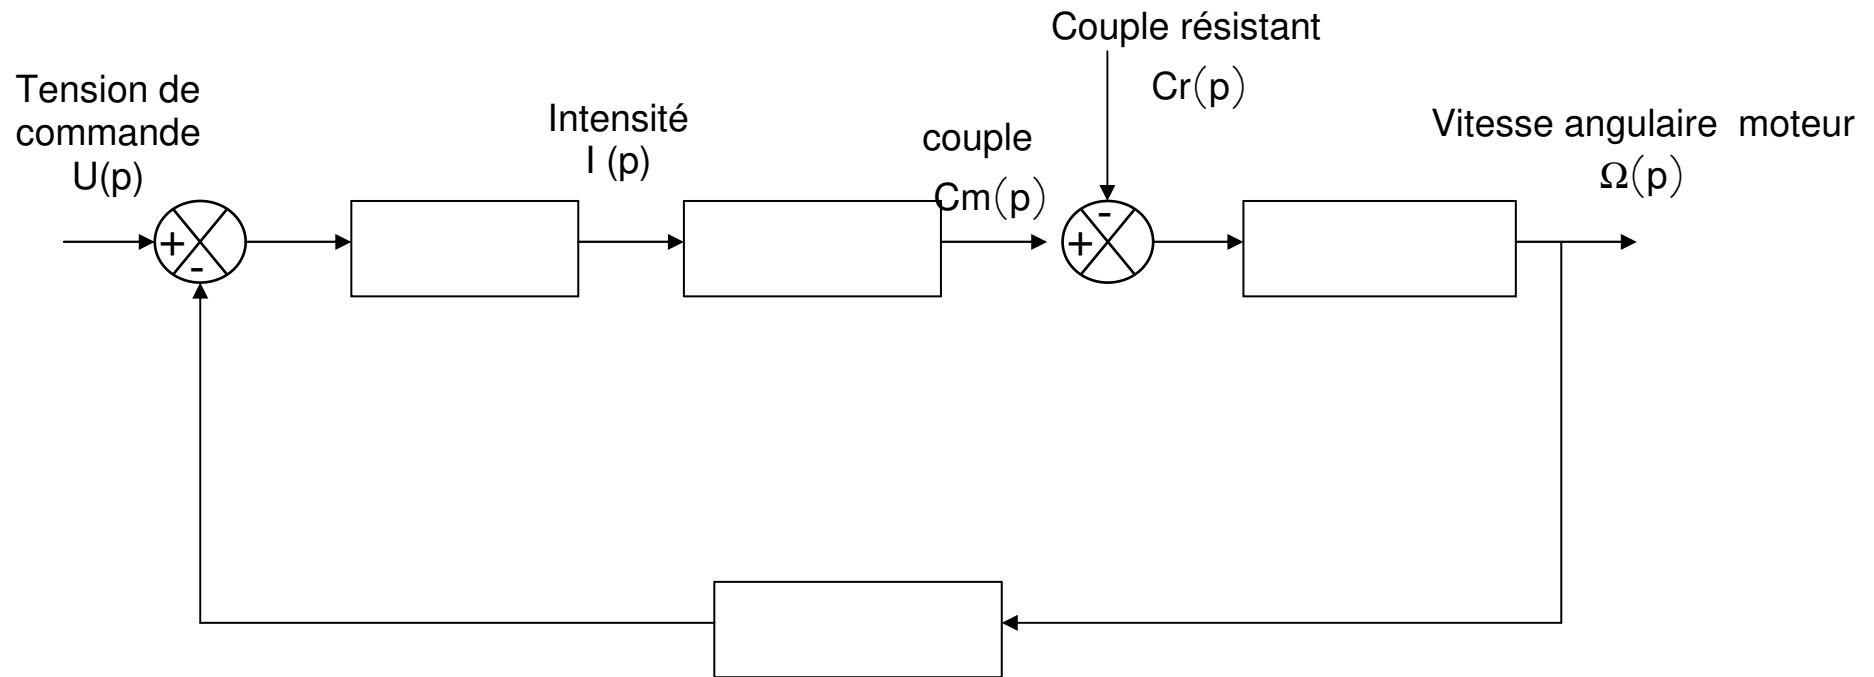 Couple résistant
Cr(p)
Tension de
commande
U(p)
Intensité
I (p)
couple
Cm(p)
Vitesse angulaire moteur
Ω(p)
+
-
+
-